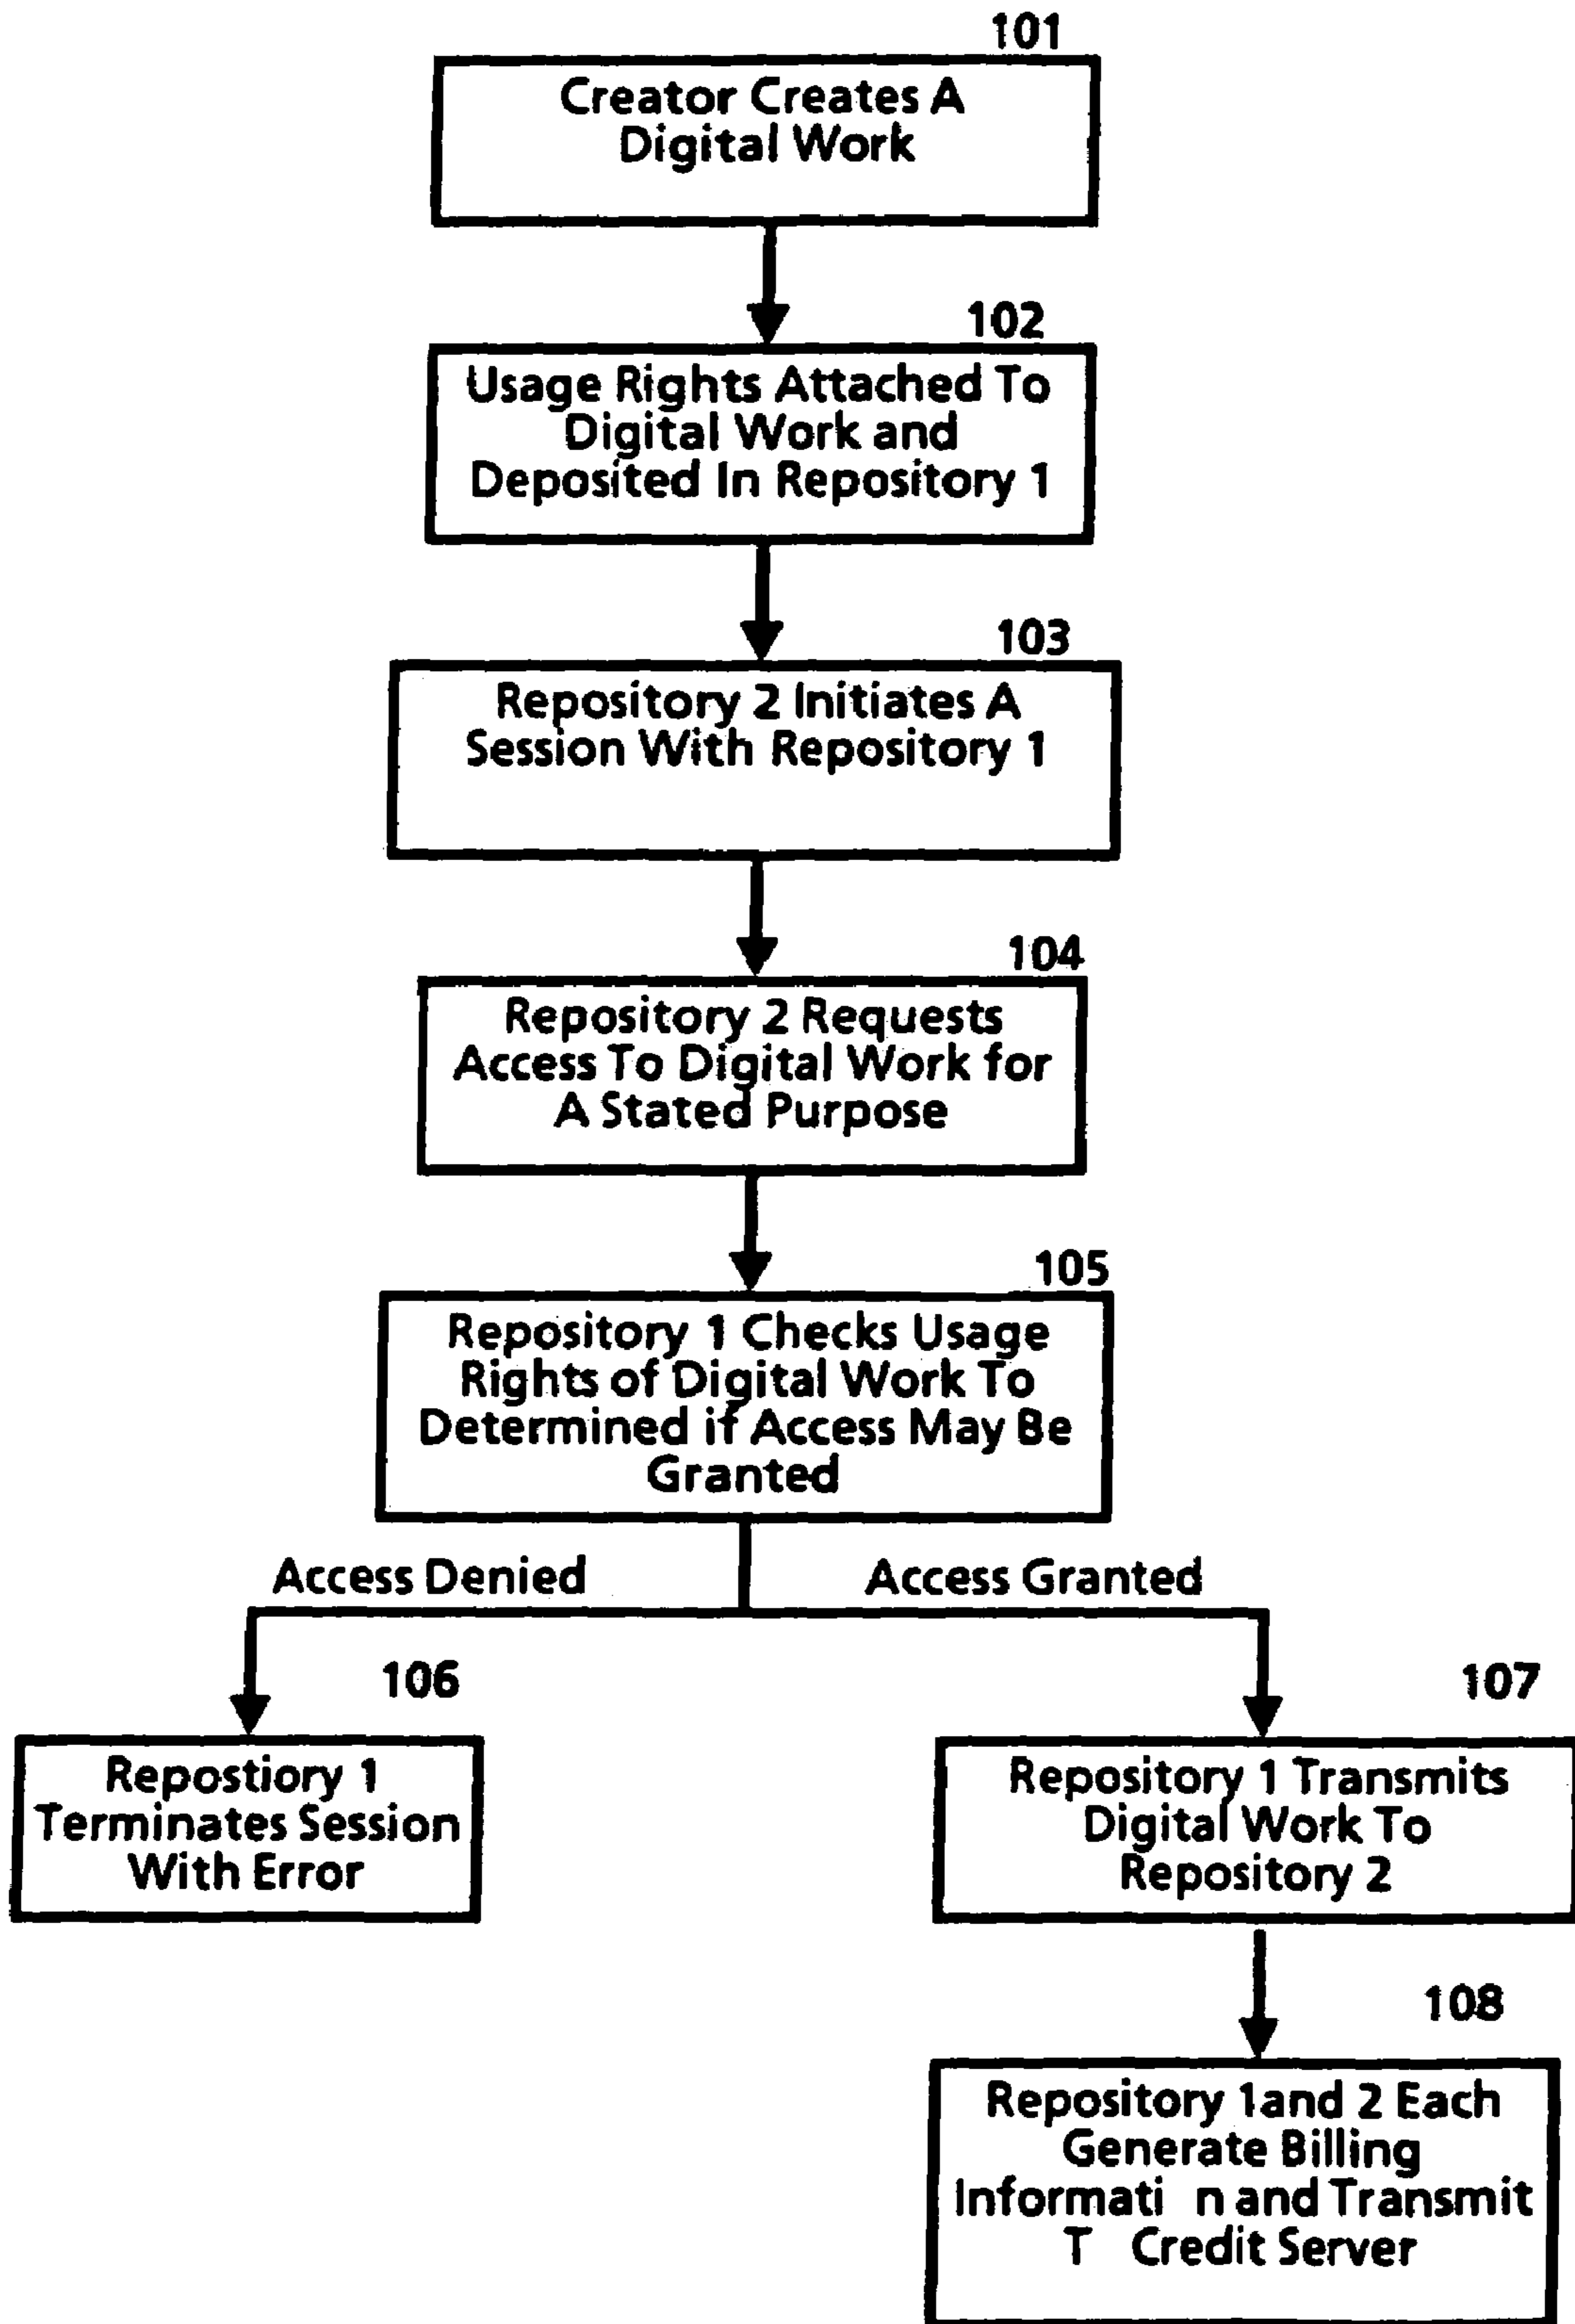 101
Creator Creates A
Digital Work
102
Usage Rights Attached To
Digital Work and
Deposited In Repository 1
103
Repository 2 Initiates A
Session With Repository 1
104
Repository 2 Requests
Access To Digital Work for
A Stated Purpose
105
Repository 1 Checks Usage
Rights of Digital Work To
Determined if Access May Be
Granted
Access Denied
Access Granted
106
Repostiory 1
Terminates Session
With Error
107
Repository 1 Transmits
Digital Work To
Repository 2
108
Repository 1and 2 Each
Generate Billing
Informati n and Transmit
T Credit Server